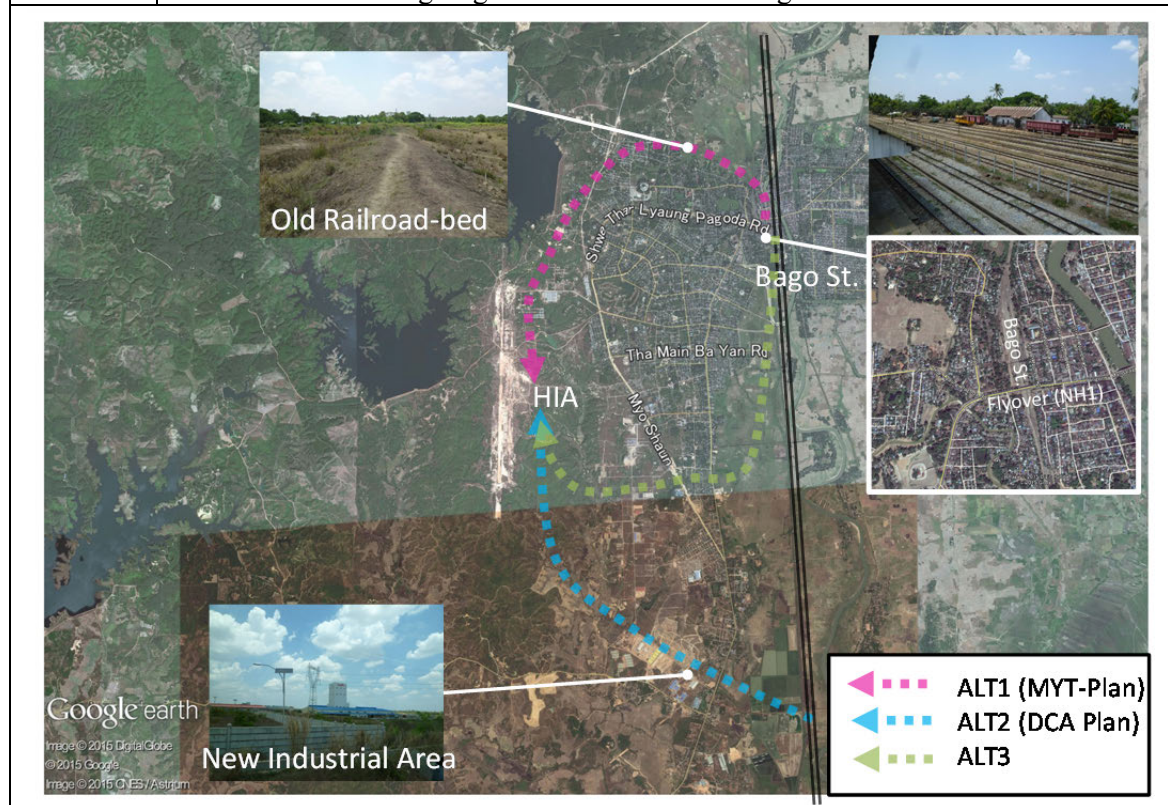 Old Railroad-bed
Shwe Thar Lyaung Pagoda Rd
Bago St.
Bago St.
Flyover (NH1)
Tha Main Ba Yan Rd
HIA
Myo Shaun
New Industrial Area
Google earth
Image © 2015 DigitalGlobe
© 2015 Google
Image © 2015 CNES / Astrium
ALT1 (MYT-Plan)
ALT2 (DCA Plan)
ALT3